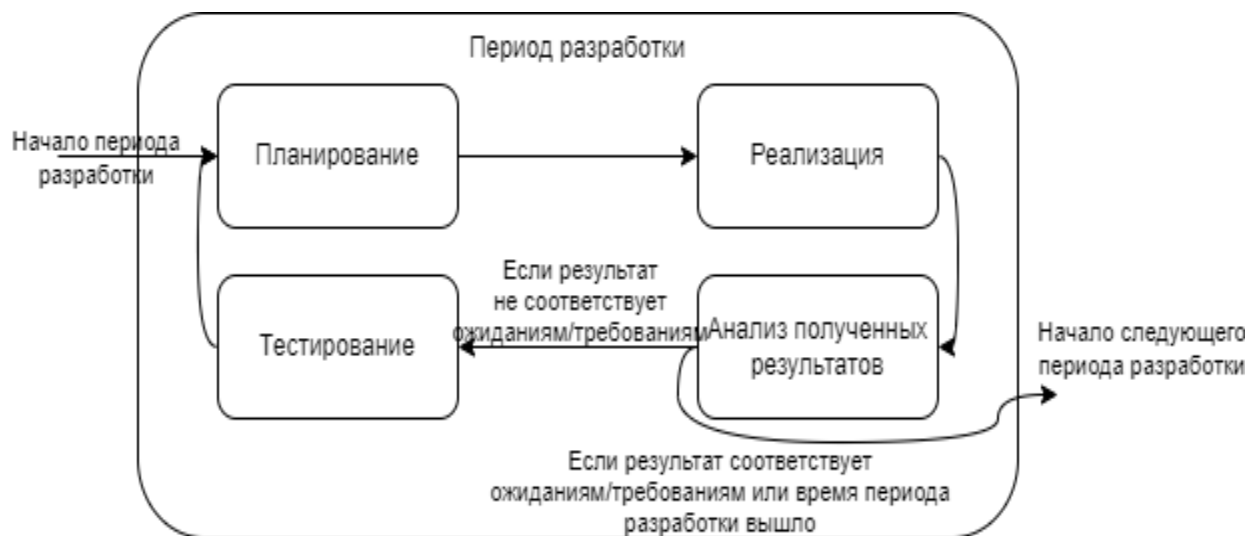 Период разработки
Начало периода
разработки
Планирование
Реализация
Если результат
не соответствует
ожиданиям/требованиям
Тестирование
Анализ полученных
результатов
Начало следующего
периода разработки
Если результат соответствует
ожиданиям/требованиям или время периода
разработки вышло